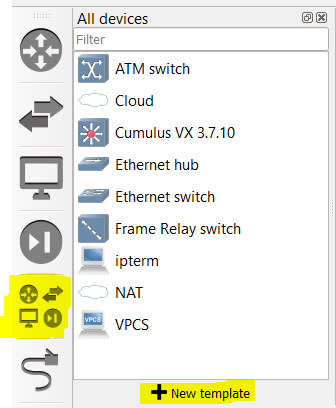 All devices
Filter
ATM switch
Cloud
Cumulus VX 3.7.10
Ethernet hub
Ethernet switch
Frame Relay switch
ipterm
NAT
VPCS
VPCS
New template